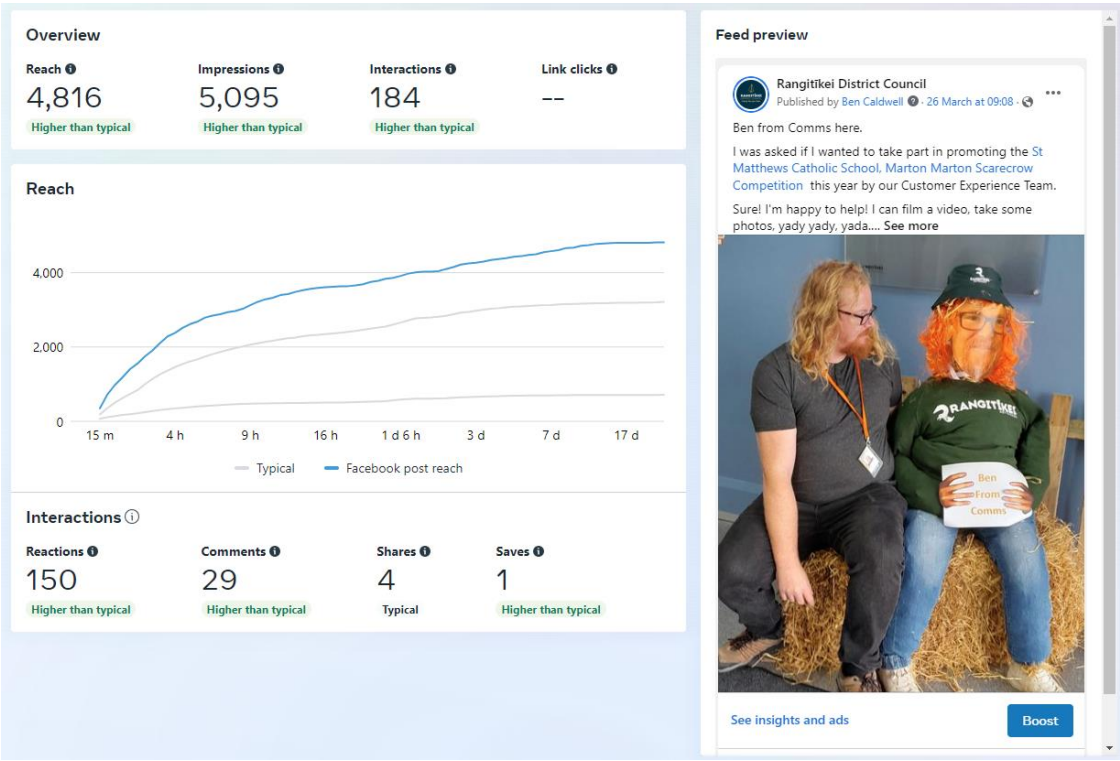 Overview
Reach
4,816
Higher than typical
Impressions
5,095
Higher than typical
Interactions
184
Higher than typical
Link clicks
--
Reach
4,000
2,000
0
15 m 4 h 9 h 16 h 1 d 6 h 3 d 7 d 17 d
Typical Facebook post reach
Interactions
Reactions
150
Higher than typical
Comments
29
Higher than typical
Shares
4
Typical
Saves
1
Higher than typical
Feed preview
Rangitīkei District Council
Published by Ben Caldwell · 26 March at 09:08 ·
Ben from Comms here.
I was asked if I wanted to take part in promoting the St
Matthews Catholic School, Marton Marton Scarecrow
Competition this year by our Customer Experience Team.
Sure! I'm happy to help! I can film a video, take some
photos, yady yady, yada.... See more
RANGITĪKEI
Ben
From
Comms
See insights and ads
Boost